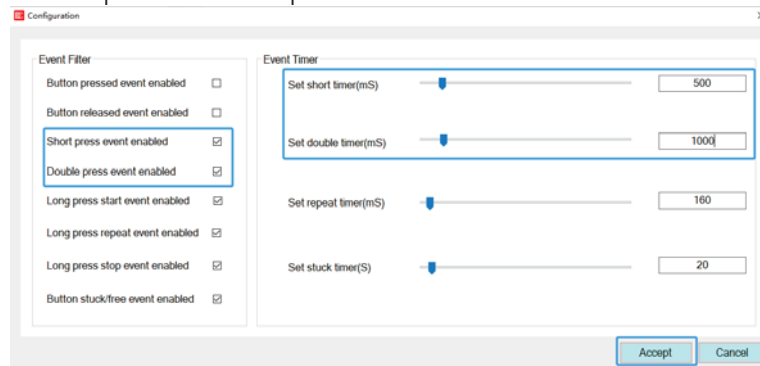 Configuration
Event Filter
Button pressed event enabled
Button released event enabled
Short press event enabled
Double press event enabled
Long press start event enabled
Long press repeat event enabled
Long press stop event enabled
Button stuck/free event enabled
Event Timer
Set short timer(mS) 500
Set double timer(mS) 1000
Set repeat timer(mS) 160
Set stuck timer(S) 20
Accept Cancel